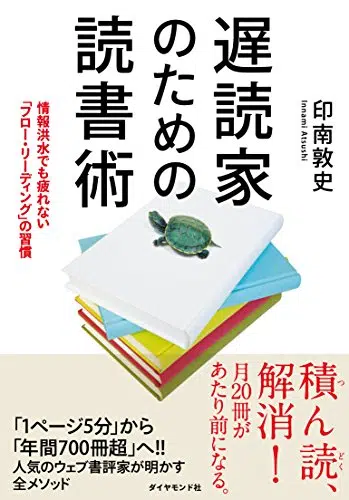 遅読家
のための
読書術
情報洪水でも疲れない
「フロー・リーディング」の習慣
印南敦史
Innami Atsushi
積ん読、
どく
解消！
月20冊が
あたり前になる。
「1ページ5分」から
「年間700冊超」へ!!
人気のウェブ書評家が明かす
全メソッド
ダイヤモンド社